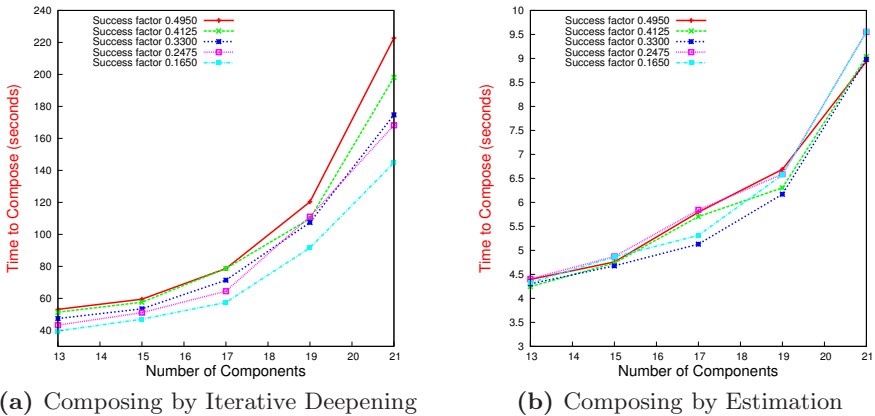 Time to Compose (seconds)
240
220
200
180
160
140
120
100
80
60
40
Success factor 0.4950
Success factor 0.4125
Success factor 0.3300
Success factor 0.2475
Success factor 0.1650
13 14 15 16 17 18 19 20 21
Number of Components
(a) Composing by Iterative Deepening
Time to Compose (seconds)
10
9.5
9
8.5
8
7.5
7
6.5
6
5.5
5
4.5
4
3.5
3
Success factor 0.4950
Success factor 0.4125
Success factor 0.3300
Success factor 0.2475
Success factor 0.1650
13 14 15 16 17 18 19 20 21
Number of Components
(b) Composing by Estimation